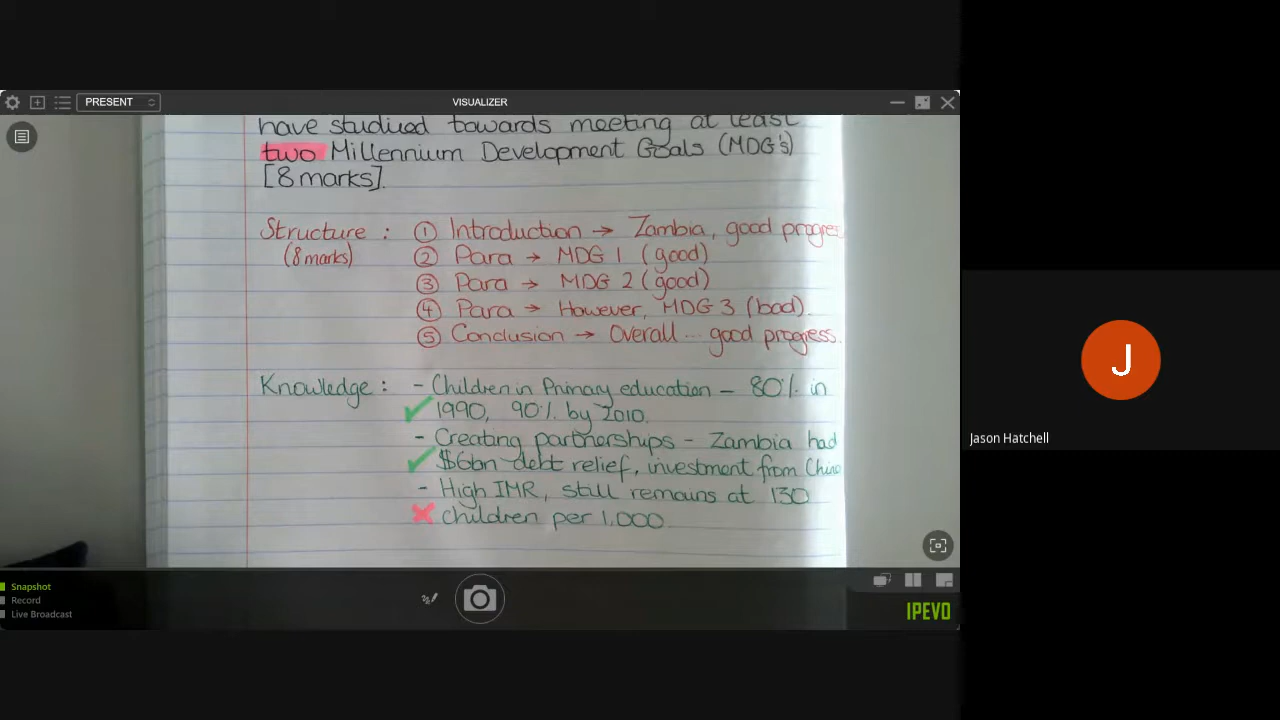 PRESENT
VISUALIZER
have studied towards meeting at least
two Millennium Development Goals (MDG's)
[8 marks].
Structure : ① Introduction → Zambia, good progres
(8 marks) ② Para → MDG 1 (good)
③ Para → MDG 2 (good)
④ Para → However, MDG 3 (bad).
⑤ Conclusion → Overall ... good progress.
Knowledge : - Children in Primary education - 80% in
1990, 90% by 2010.
- Creating partnerships - Zambia had
$6bn debt relief, investment from China
- High IMR, still remains at 130
children per 1,000
J
Jason Hatchell
Snapshot
Record
Live Broadcast
IPEVO